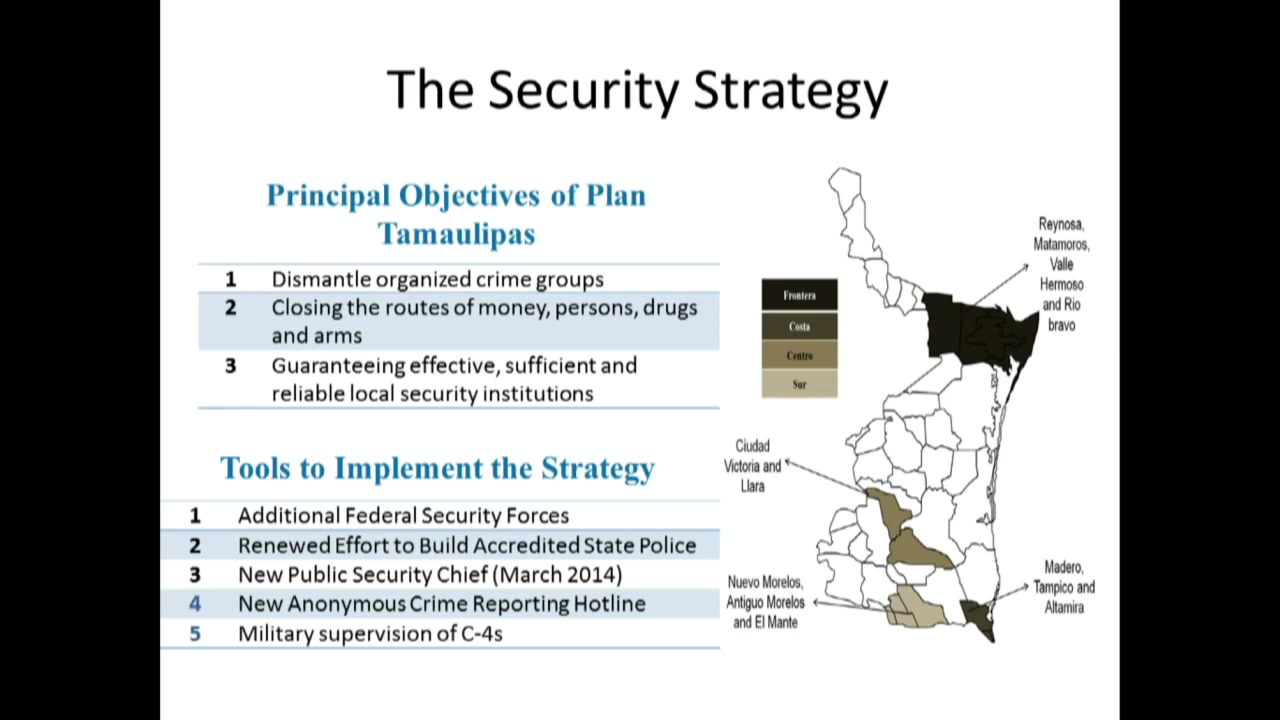 The Security Strategy
Principal Objectives of Plan
Tamaulipas
1 Dismantle organized crime groups
2 Closing the routes of money, persons, drugs
and arms
3 Guaranteeing effective, sufficient and
reliable local security institutions
Tools to Implement the Strategy
1 Additional Federal Security Forces
2 Renewed Effort to Build Accredited State Police
3 New Public Security Chief (March 2014)
4 New Anonymous Crime Reporting Hotline
5 Military supervision of C-4s
Frontera
Costa
Centro
Sur
Reynosa,
Matamoros,
Valle
Hermoso
and Rio
bravo
Ciudad
Victoria and
Llara
Nuevo Morelos,
Antiguo Morelos
and El Mante
Madero,
Tampico and
Altamira